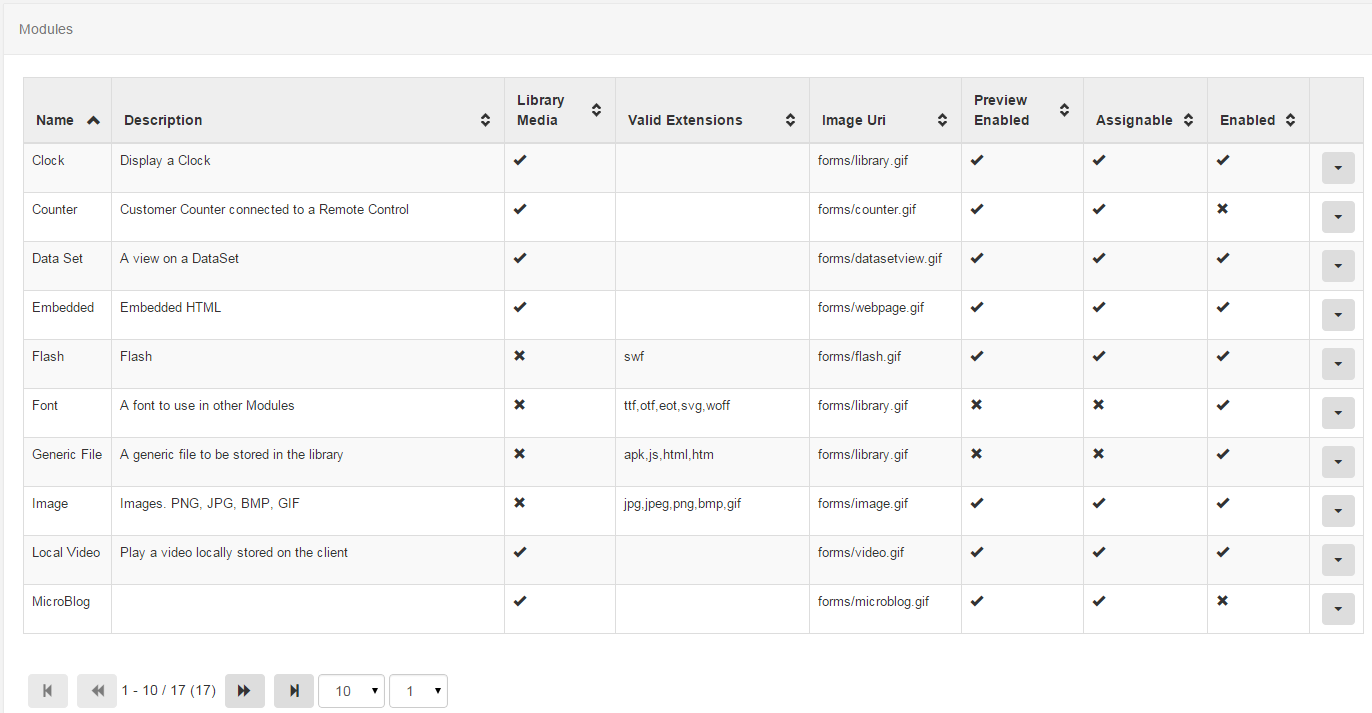 Modules
Name Description Library Media Valid Extensions Image Uri Preview Enabled Assignable Enabled
Clock Display a Clock ✔ forms/library.gif ✔ ✔ ✔
Counter Customer Counter connected to a Remote Control ✔ forms/counter.gif ✔ ✔ ✖
Data Set A view on a DataSet ✔ forms/datasetview.gif ✔ ✔ ✔
Embedded Embedded HTML ✔ forms/webpage.gif ✔ ✔ ✔
Flash Flash ✖ swf forms/flash.gif ✔ ✔ ✔
Font A font to use in other Modules ✖ ttf,otf,eot,svg,woff forms/library.gif ✖ ✖ ✔
Generic File A generic file to be stored in the library ✖ apk,js,html,htm forms/library.gif ✖ ✖ ✔
Image Images. PNG, JPG, BMP, GIF ✖ jpg,jpeg,png,bmp,gif forms/image.gif ✔ ✔ ✔
Local Video Play a video locally stored on the client ✔ forms/video.gif ✔ ✔ ✔
MicroBlog ✔ forms/microblog.gif ✔ ✔ ✖
1 - 10 / 17 (17) 10 1